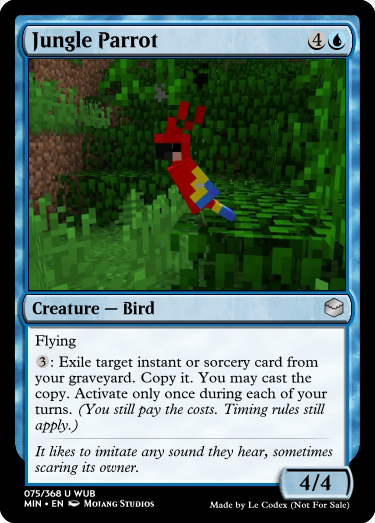 Jungle Parrot 4
Creature — Bird
Flying
3: Exile target instant or sorcery card from
your graveyard. Copy it. You may cast the
copy. Activate only once during each of your
turns. (You still pay the costs. Timing rules still
apply.)
It likes to imitate any sound they hear, sometimes
scaring its owner.
4/4
075/368 U WUB
MIN • EN Mojang Studios
Made by Le Codex (Not For Sale)